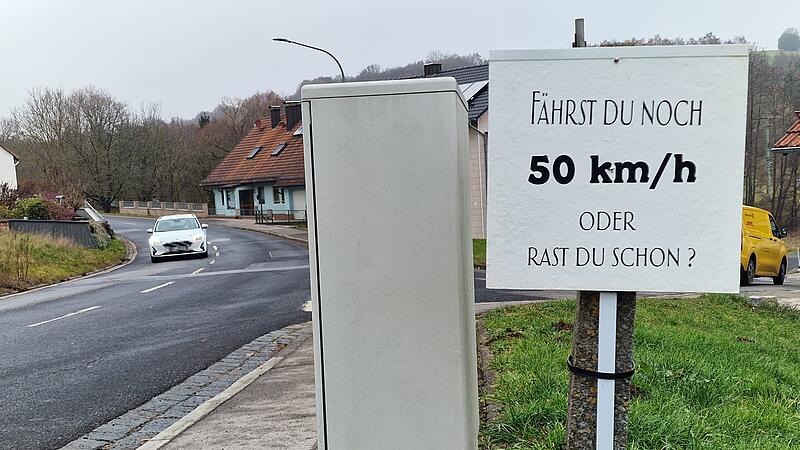 FÄHRST DU NOCH
50 km/h
ODER
RAST DU SCHON ?